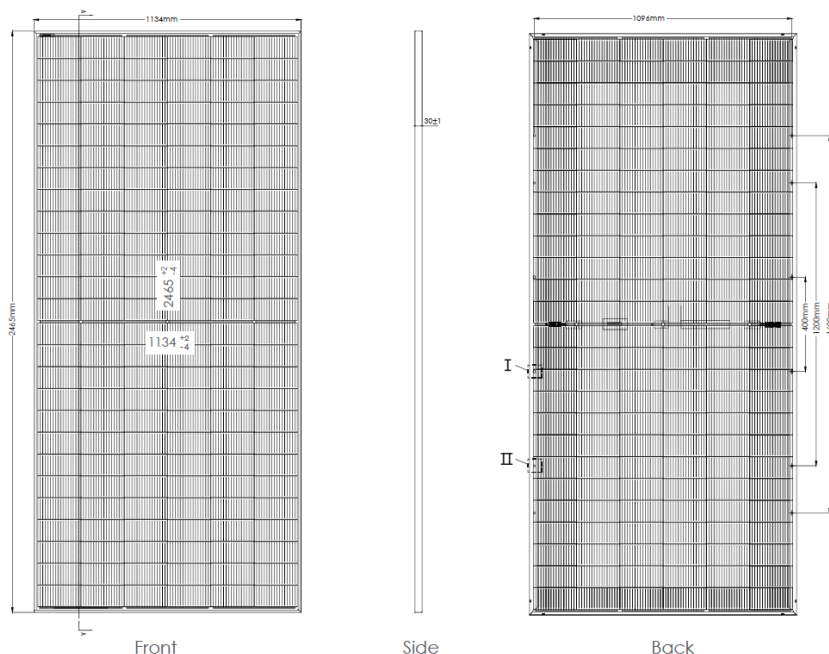 1134mm
1096mm
30±1
2465mm
2465 +2 -4
1134 +2 -4
400mm
1200mm
I
II
Front
Side
Back